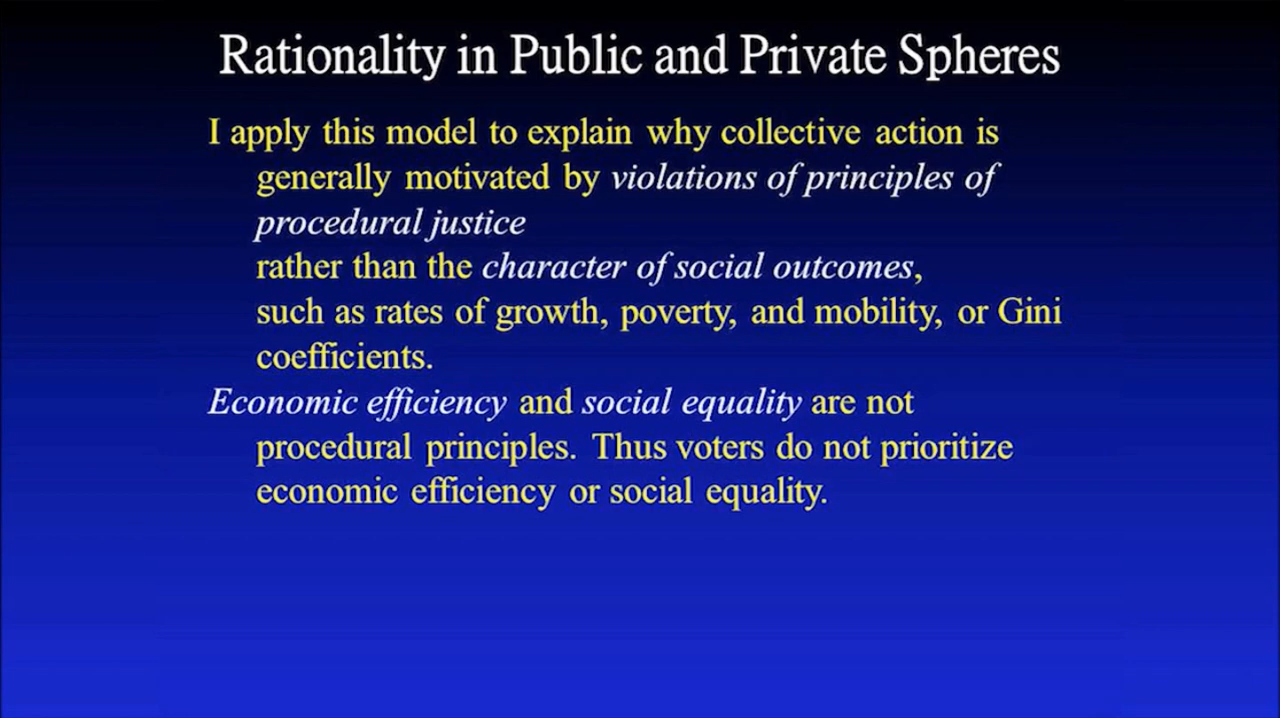 Rationality in Public and Private Spheres
I apply this model to explain why collective action is
generally motivated by violations of principles of
procedural justice
rather than the character of social outcomes,
such as rates of growth, poverty, and mobility, or Gini
coefficients.
Economic efficiency and social equality are not
procedural principles. Thus voters do not prioritize
economic efficiency or social equality.